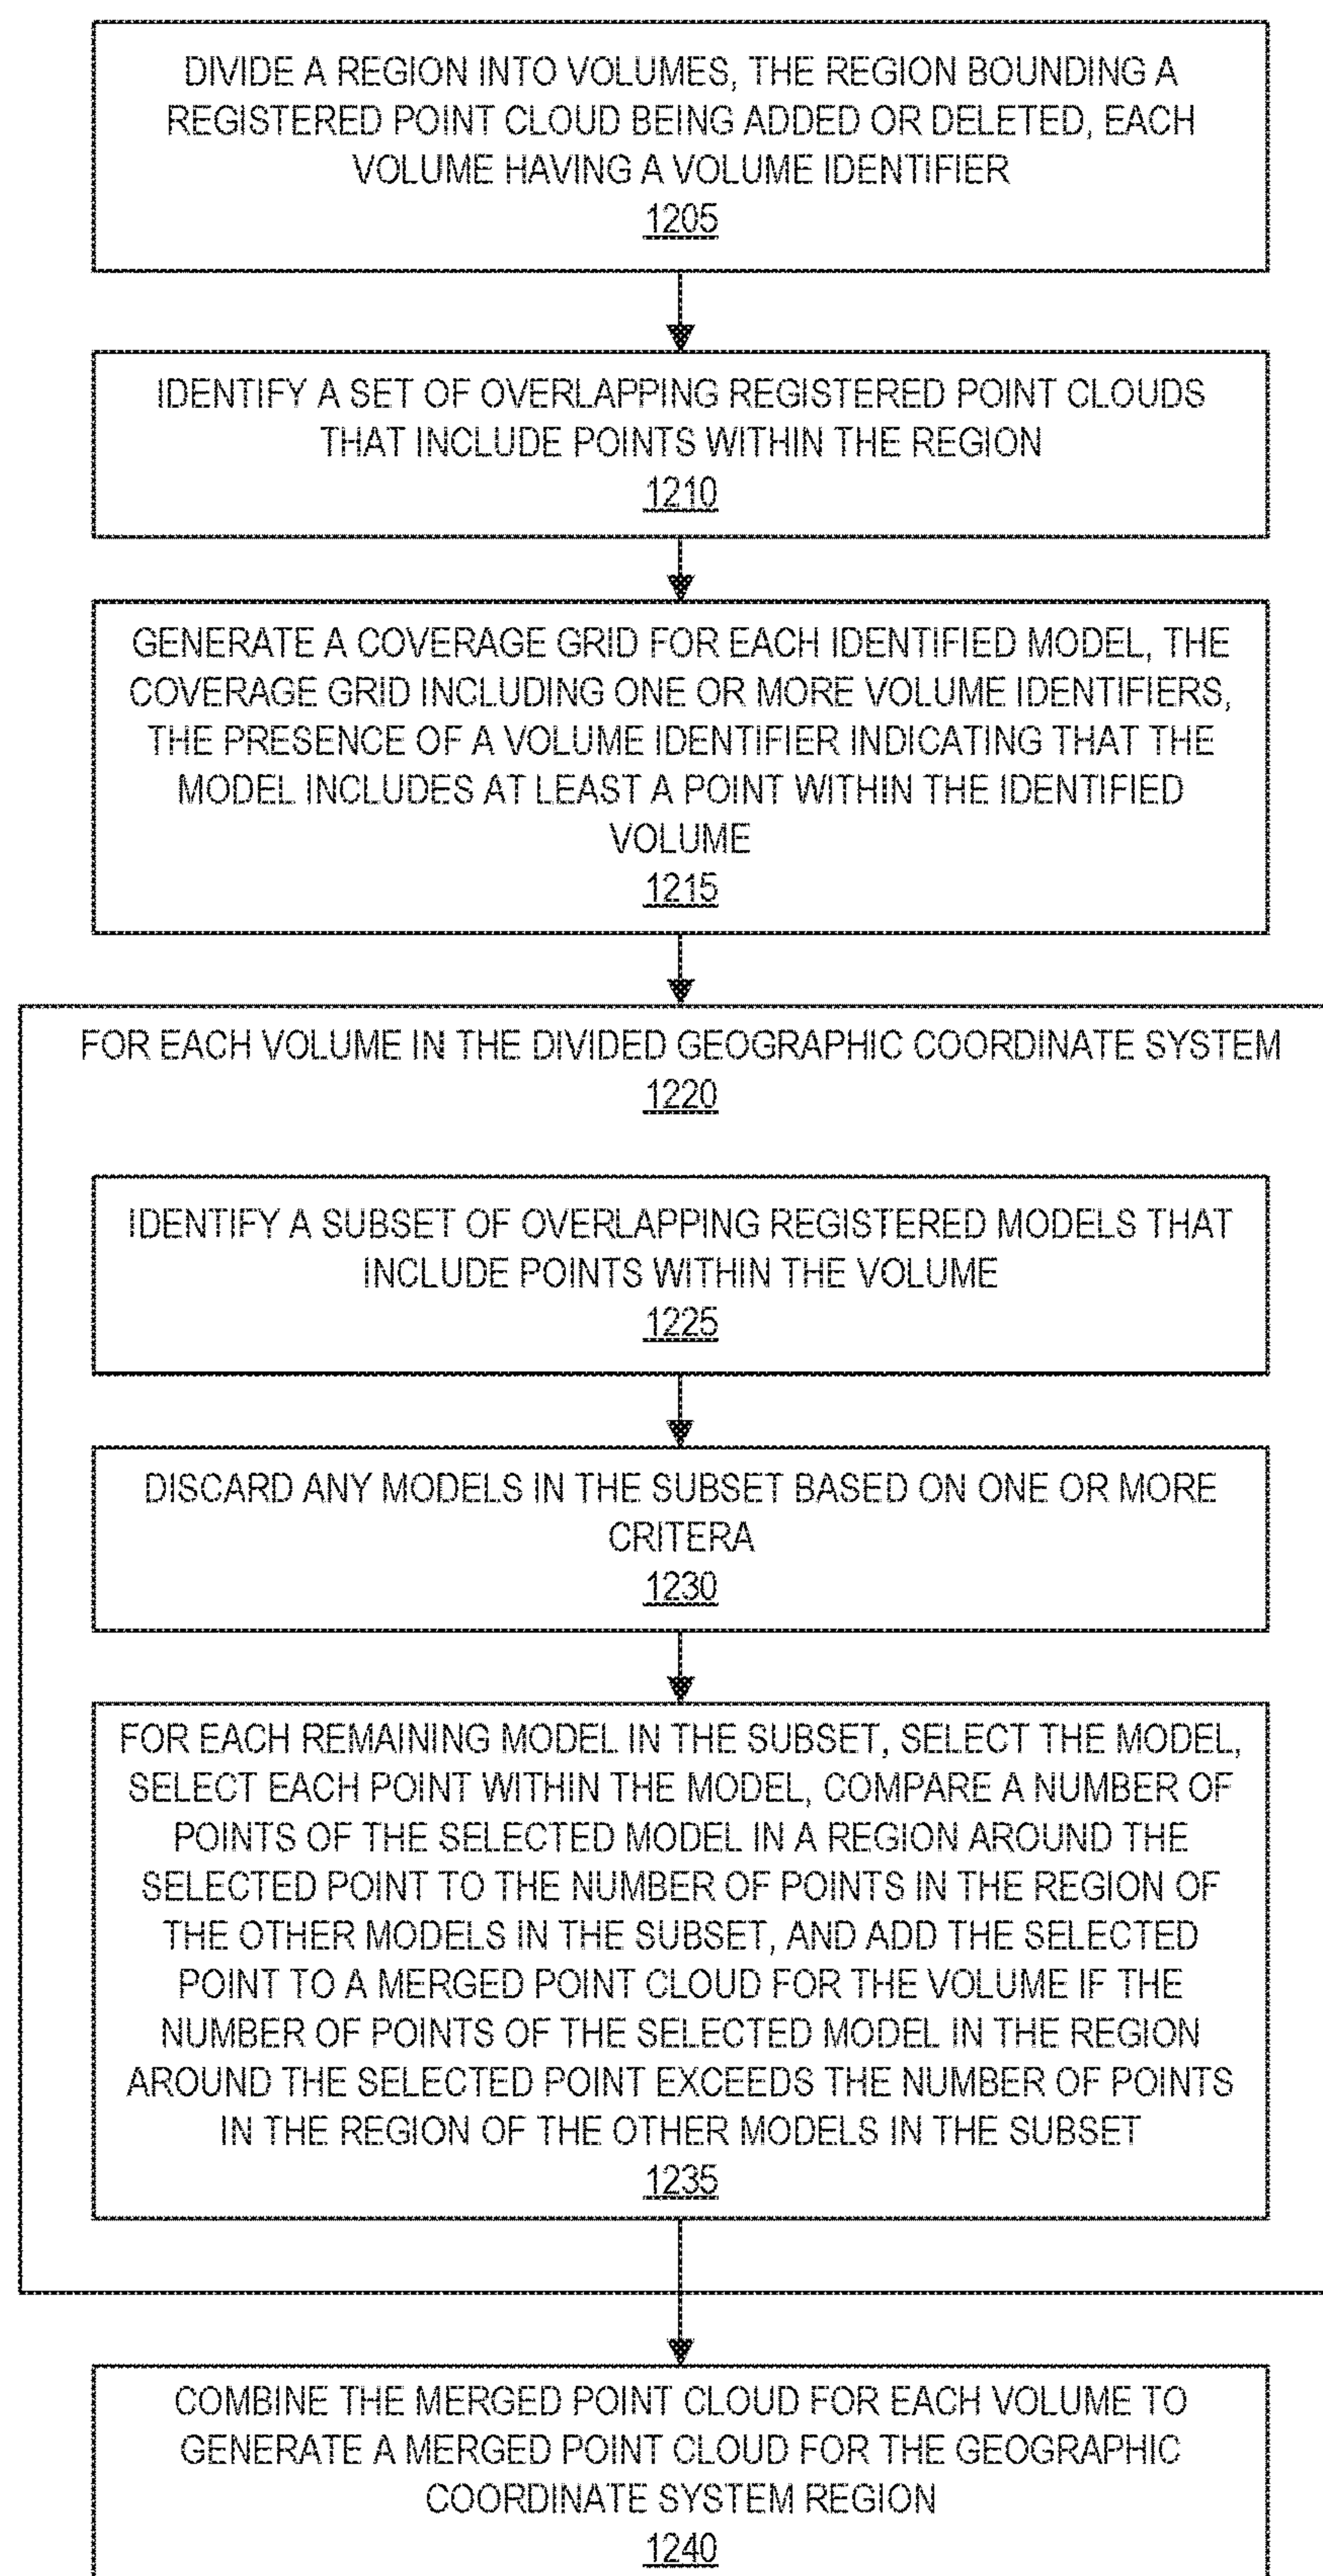 DIVIDE A REGION INTO VOLUMES, THE REGION BOUNDING A
REGISTERED POINT CLOUD BEING ADDED OR DELETED, EACH
VOLUME HAVING A VOLUME IDENTIFIER
1205
IDENTIFY A SET OF OVERLAPPING REGISTERED POINT CLOUDS
THAT INCLUDE POINTS WITHIN THE REGION
1210
GENERATE A COVERAGE GRID FOR EACH IDENTIFIED MODEL, THE
COVERAGE GRID INCLUDING ONE OR MORE VOLUME IDENTIFIERS,
THE PRESENCE OF A VOLUME IDENTIFIER INDICATING THAT THE
MODEL INCLUDES AT LEAST A POINT WITHIN THE IDENTIFIED
VOLUME
1215
FOR EACH VOLUME IN THE DIVIDED GEOGRAPHIC COORDINATE SYSTEM
1220
IDENTIFY A SUBSET OF OVERLAPPING REGISTERED MODELS THAT
INCLUDE POINTS WITHIN THE VOLUME
1225
DISCARD ANY MODELS IN THE SUBSET BASED ON ONE OR MORE
CRITERA
1230
FOR EACH REMAINING MODEL IN THE SUBSET, SELECT THE MODEL,
SELECT EACH POINT WITHIN THE MODEL, COMPARE A NUMBER OF
POINTS OF THE SELECTED MODEL IN A REGION AROUND THE
SELECTED POINT TO THE NUMBER OF POINTS IN THE REGION OF
THE OTHER MODELS IN THE SUBSET, AND ADD THE SELECTED
POINT TO A MERGED POINT CLOUD FOR THE VOLUME IF THE
NUMBER OF POINTS OF THE SELECTED MODEL IN THE REGION
AROUND THE SELECTED POINT EXCEEDS THE NUMBER OF POINTS
IN THE REGION OF THE OTHER MODELS IN THE SUBSET
1235
COMBINE THE MERGED POINT CLOUD FOR EACH VOLUME TO
GENERATE A MERGED POINT CLOUD FOR THE GEOGRAPHIC
COORDINATE SYSTEM REGION
1240